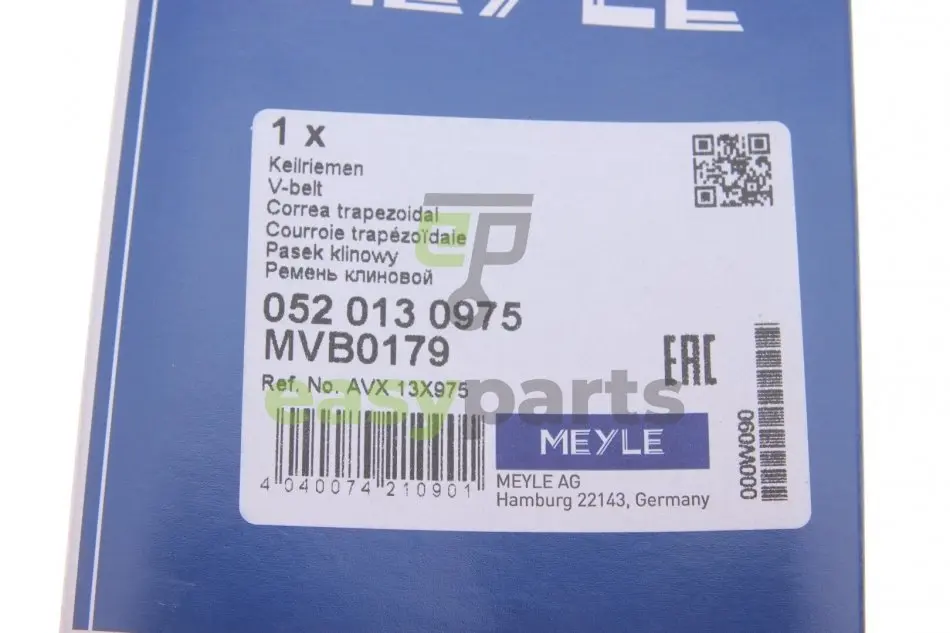 MEYLE
1 x
Keilriemen
V-belt
Correa trapezoidal
Courroie trapézoïdale
Pasek klinowy
Ремень клиновой
052 013 0975
MVB0179
Ref. No. AVX 13X975
EAC
easyparts
4 040074 210901
MEYLE
MEYLE AG
Hamburg 22143, Germany
000W090